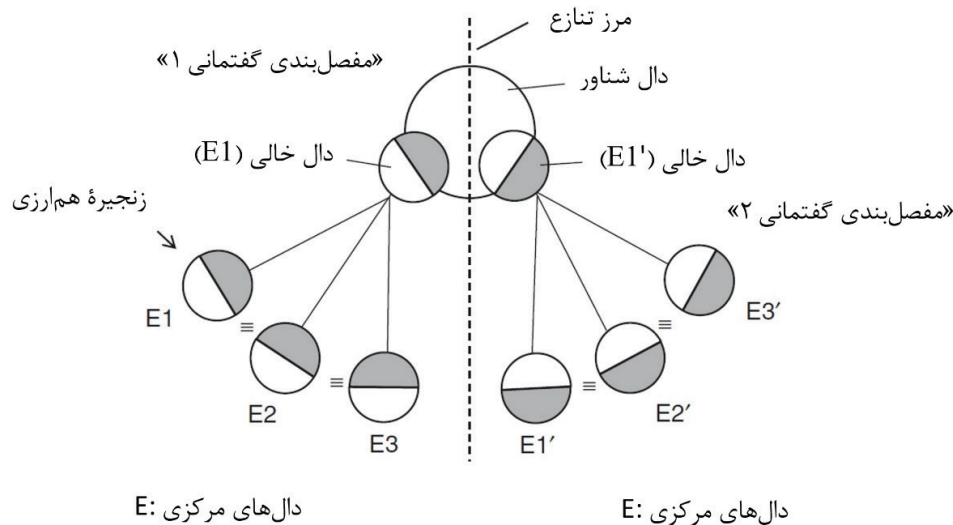 مرز تنازع
«مفصل‌بندی گفتمانی ۱»
دال شناور
دال خالی (E1)
دال خالی (E1')
زنجیرهٔ هم‌ارزی
«مفصل‌بندی گفتمانی ۲»
E1
≡
E2
≡
E3
E1′
≡
E2′
≡
E3′
دال‌های مرکزی :E
دال‌های مرکزی :E